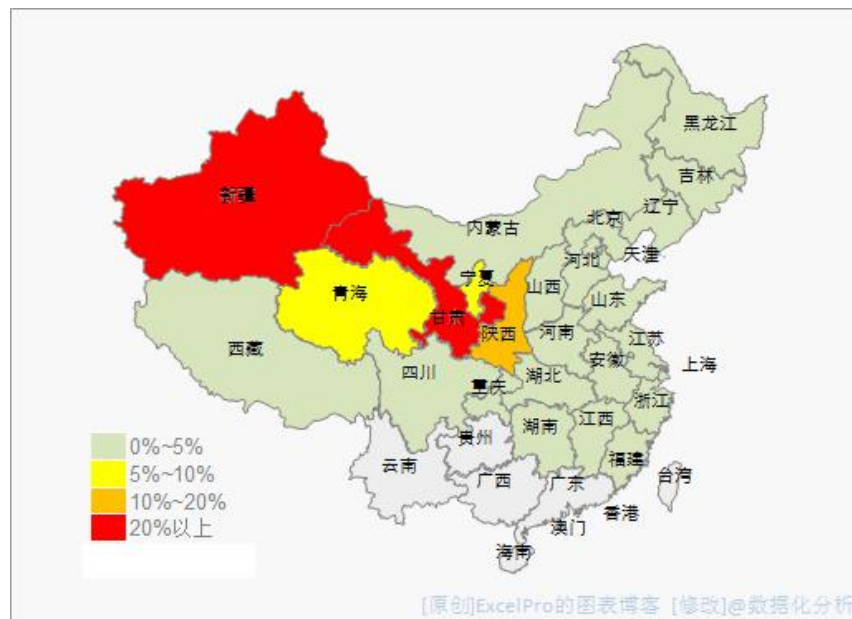 黑龙江
吉林
新疆
辽宁
北京
内蒙古
天津
河北
宁夏
山西
青海
山东
甘肃
陕西
河南
江苏
西藏
安徽
上海
四川
湖北
重庆
浙江
江西
湖南
贵州
0%~5%
福建
云南
5%~10%
台湾
广西
广东
10%~20%
香港
20%以上
澳门
海南
[原创]ExcelPro的图表博客 [修改]@数据化分析